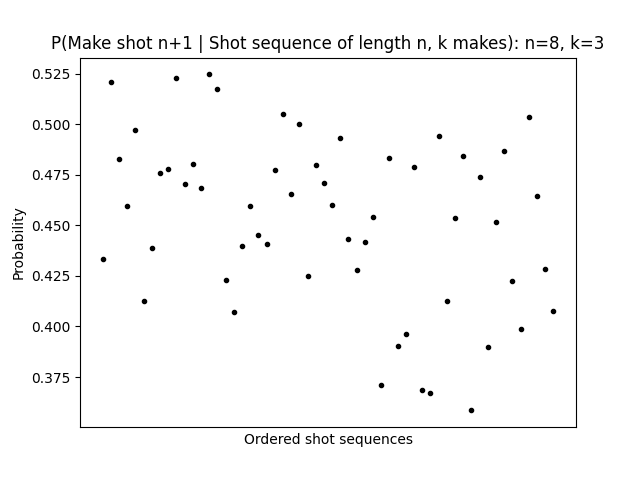 P(Make shot n+1 | Shot sequence of length n, k makes): n=8, k=3
0.525
0.500
0.475
0.450
0.425
0.400
0.375
Probability
Ordered shot sequences